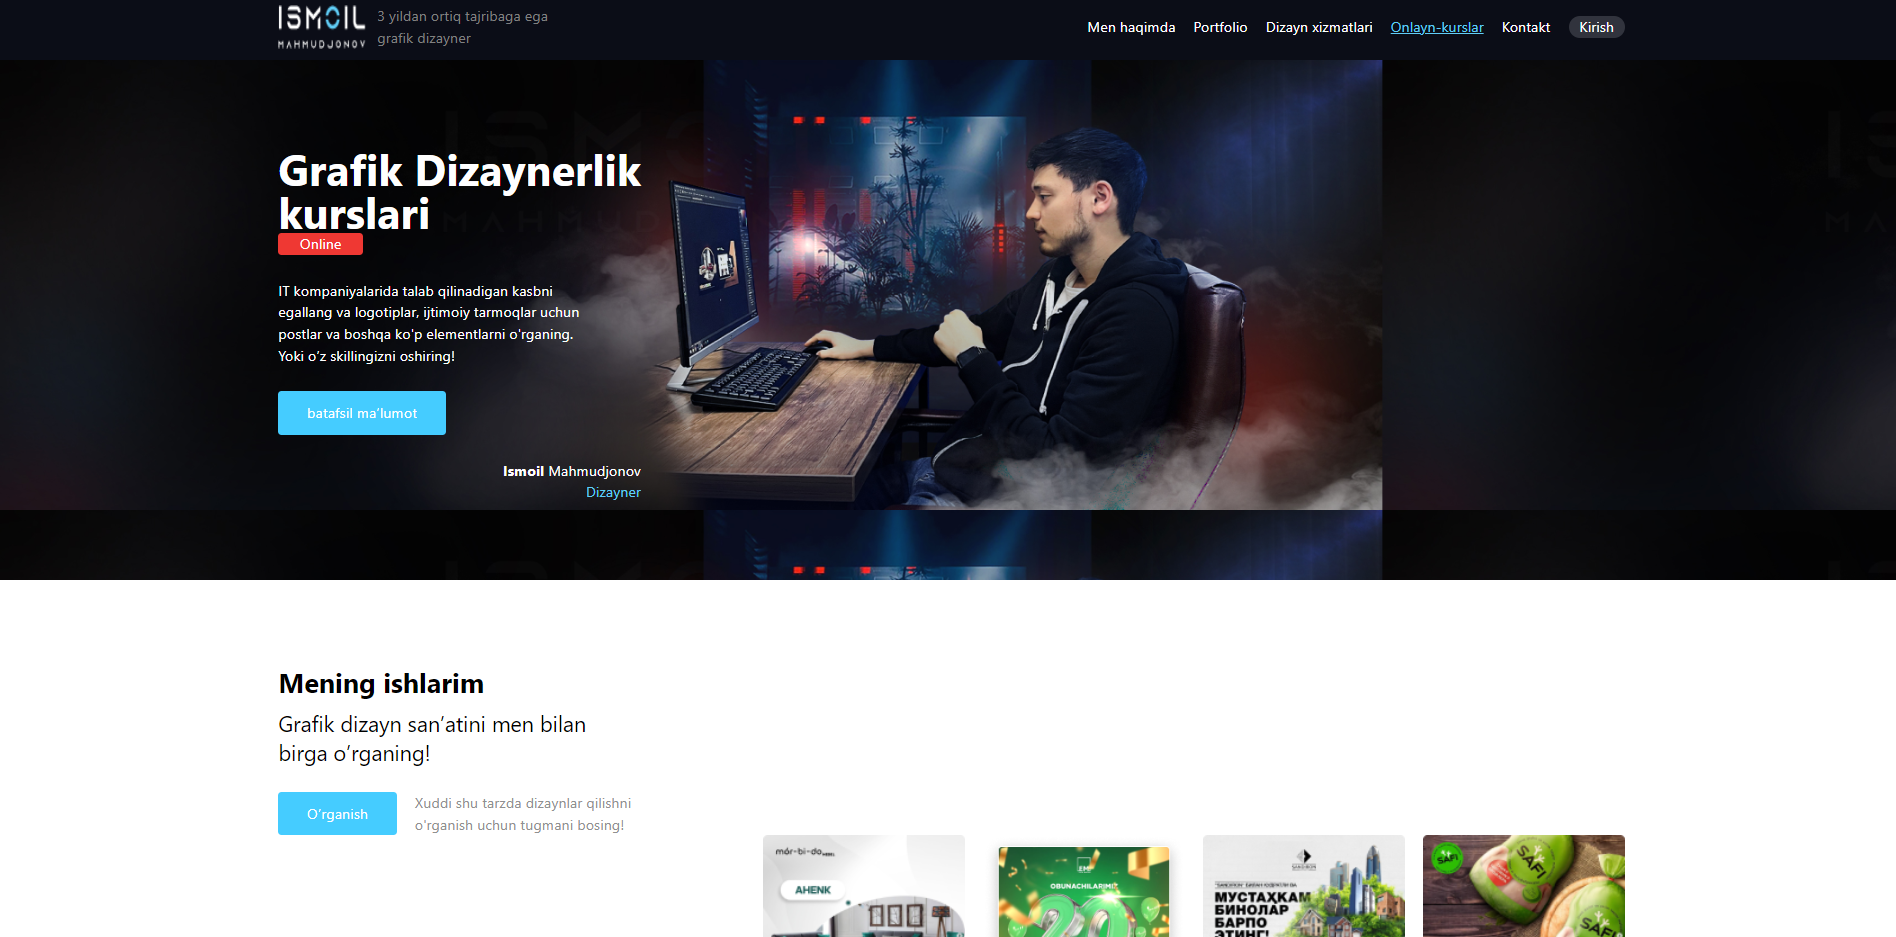 ISMOIL
MAHMUDJONOV
3 yildan ortiq tajribaga ega
grafik dizayner
Men haqimda
Portfolio
Dizayn xizmatlari
Onlayn-kurslar
Kontakt
Kirish
Grafik Dizaynerlik
kurslari
Online
IT kompaniyalarida talab qilinadigan kasbni
egallang va logotiplar, ijtimoiy tarmoqlar uchun
postlar va boshqa ko'p elementlarni o'rganing.
Yoki o‘z skillingizni oshiring!
batafsil ma’lumot
Ismoil Mahmudjonov
Dizayner
Mening ishlarim
Grafik dizayn san’atini men bilan
birga o’rganing!
O’rganish
Xuddi shu tarzda dizaynlar qilishni
o'rganish uchun tugmani bosing!
már-bi-do
AHENK
OBUNACHILARIMIZ
20
МУСТАҲКАМ
БИНОЛАР
БАРПО
ЭТИНГ!
SAFI
SAFI
SAFI